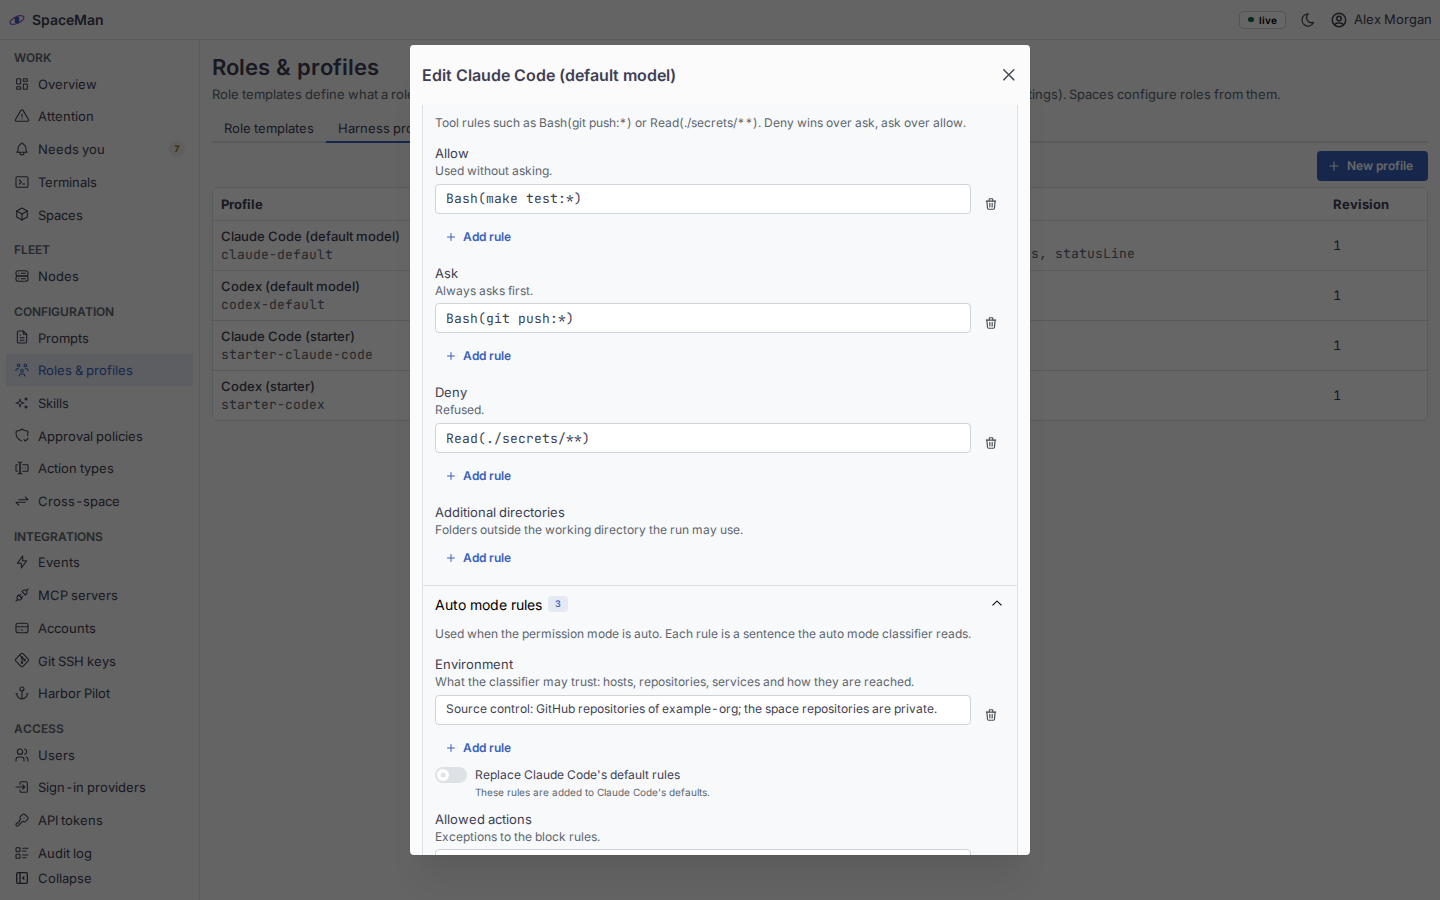 SpaceMan
live
Alex Morgan
WORK
Overview
Attention
Needs you
7
Terminals
Spaces
FLEET
Nodes
CONFIGURATION
Prompts
Roles & profiles
Skills
Approval policies
Action types
Cross-space
INTEGRATIONS
Events
MCP servers
Accounts
Git SSH keys
Harbor Pilot
ACCESS
Users
Sign-in providers
API tokens
Audit log
Collapse
Roles & profiles
Role templates define what a role
tings). Spaces configure roles from them.
Role templates
Harness pro
New profile
Profile
Revision
Claude Code (default model)
claude-default
s, statusLine
1
Codex (default model)
codex-default
1
Claude Code (starter)
starter-claude-code
1
Codex (starter)
starter-codex
1
Edit Claude Code (default model)
Tool rules such as Bash(git push:*) or Read(./secrets/**). Deny wins over ask, ask over allow.
Allow
Used without asking.
Bash(make test:*)
Add rule
Ask
Always asks first.
Bash(git push:*)
Add rule
Deny
Refused.
Read(./secrets/**)
Add rule
Additional directories
Folders outside the working directory the run may use.
Add rule
Auto mode rules 3
Used when the permission mode is auto. Each rule is a sentence the auto mode classifier reads.
Environment
What the classifier may trust: hosts, repositories, services and how they are reached.
Source control: GitHub repositories of example-org; the space repositories are private.
Add rule
Replace Claude Code's default rules
These rules are added to Claude Code's defaults.
Allowed actions
Exceptions to the block rules.